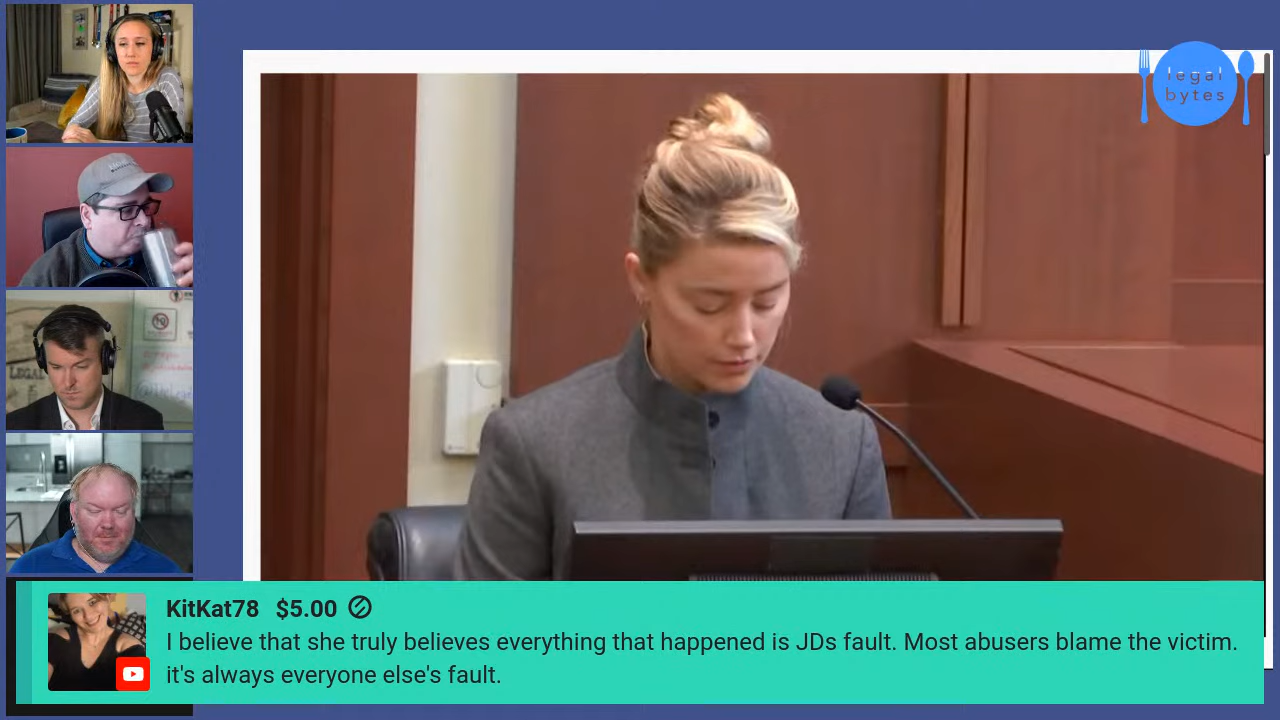 legal
bytes
KitKat78 $5.00
I believe that she truly believes everything that happened is JDs fault. Most abusers blame the victim.
it's always everyone else's fault.